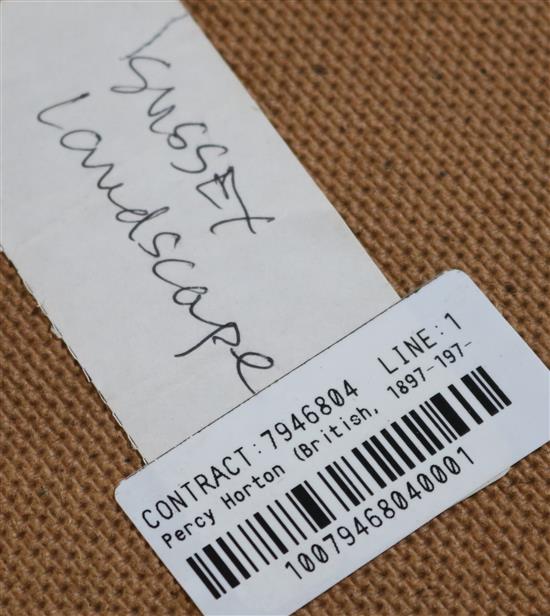 Sussex
Landscape
CONTRACT:7946804 LINE:1
Percy Horton (British, 1897-197-
10079468040001